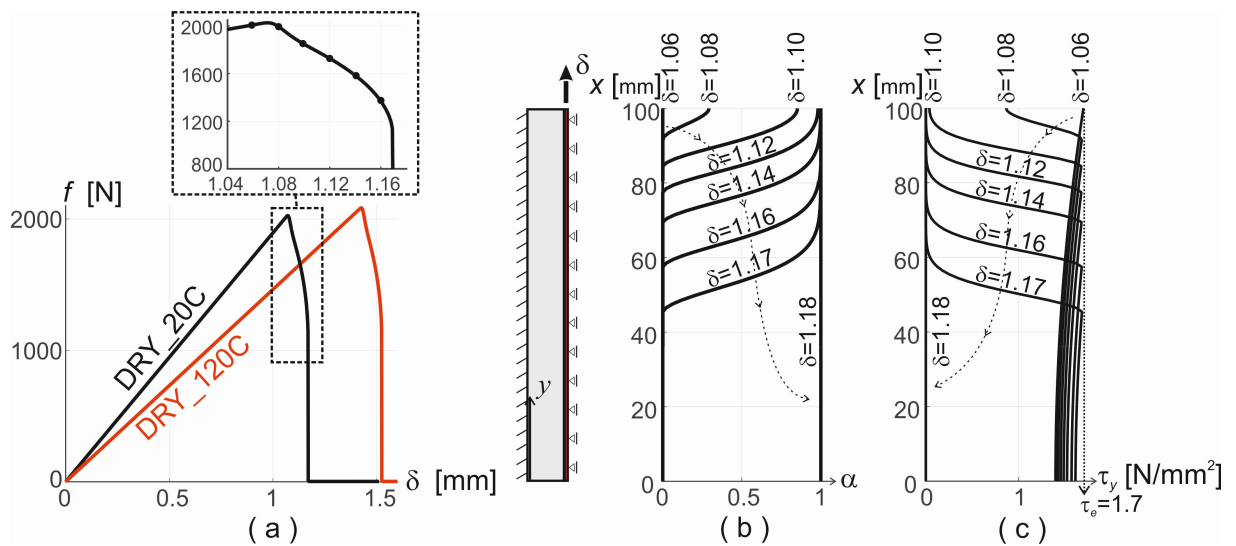 2000
1600
1200
800
1.04
1.08
1.12
1.16
f [N]
2000
1000
0
DRY_20C
DRY_120C
0
0.5
1
1.5
δ [mm]
( a )
δ
y
x [mm]
δ=1.06
δ=1.08
δ=1.10
100
80
60
40
20
0
δ=1.12
δ=1.14
δ=1.16
δ=1.17
δ=1.18
0
0.5
1
α
( b )
x [mm]
δ=1.10
δ=1.08
δ=1.06
100
80
60
40
20
0
δ=1.12
δ=1.14
δ=1.16
δ=1.17
δ=1.18
0
1
τy [N/mm²]
τe=1.7
( c )